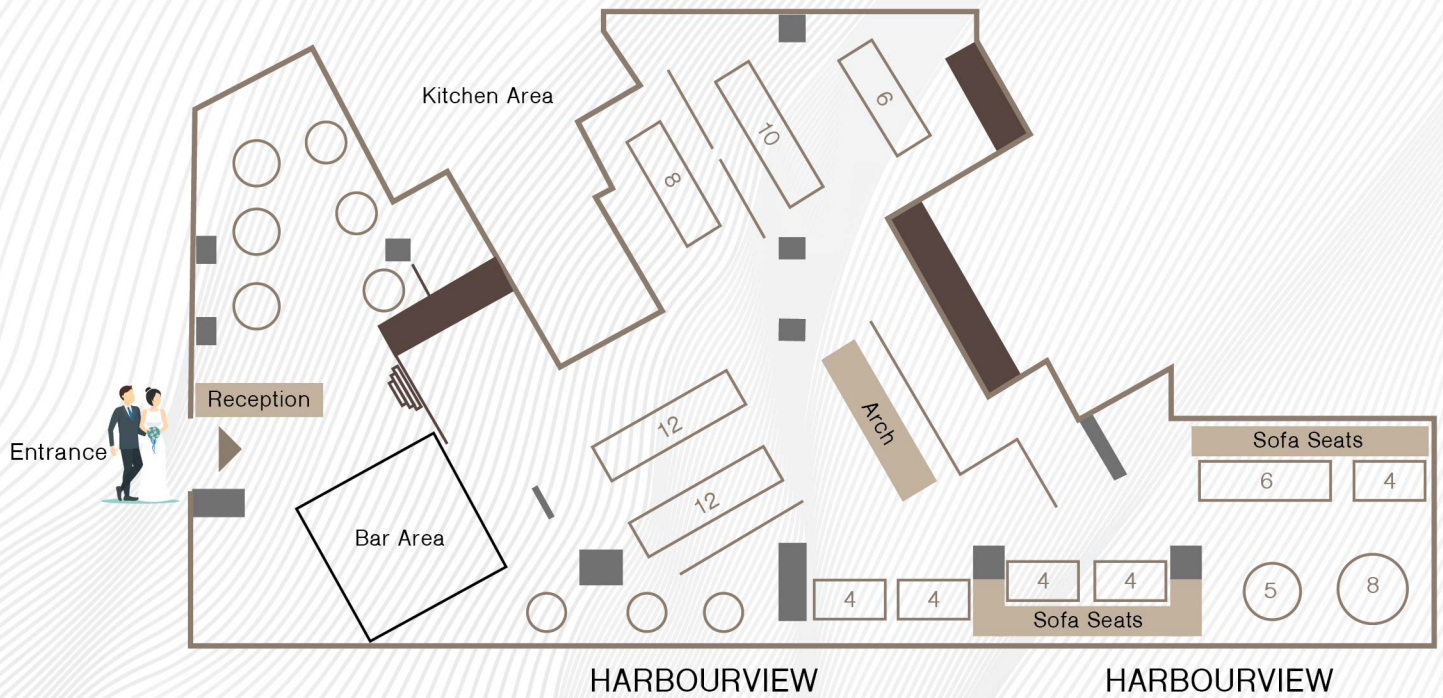 Kitchen Area
6
10
8
Reception
Entrance
12
Arch
12
Bar Area
Sofa Seats
6
4
4
4
4
4
5
8
Sofa Seats
HARBOURVIEW
HARBOURVIEW